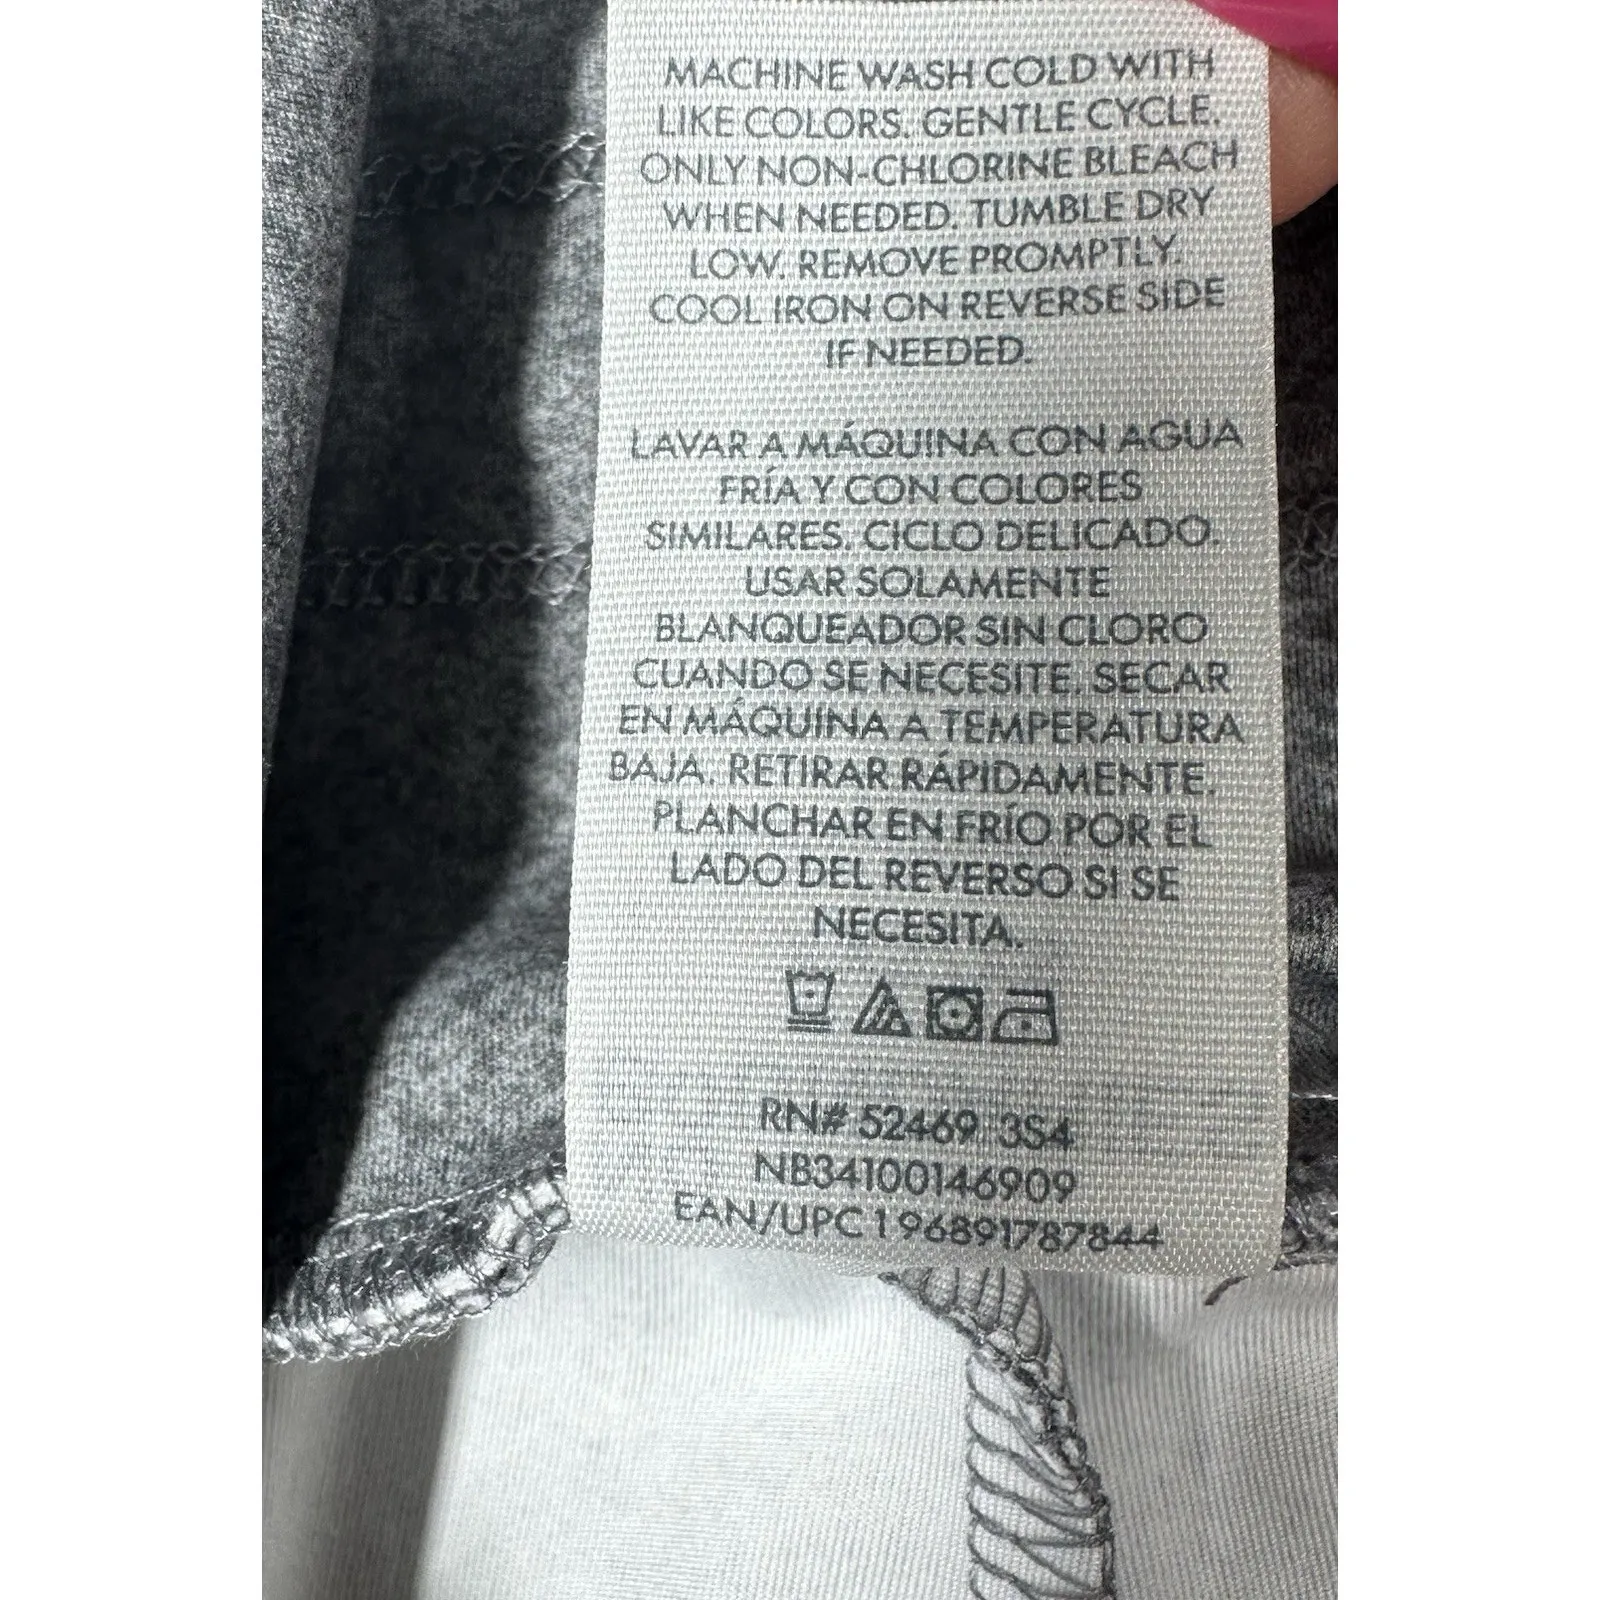 MACHINE WASH COLD WITH
LIKE COLORS. GENTLE CYCLE.
ONLY NON-CHLORINE BLEACH
WHEN NEEDED. TUMBLE DRY
LOW. REMOVE PROMPTLY.
COOL IRON ON REVERSE SIDE
IF NEEDED.
LAVAR A MÁQUINA CON AGUA
FRÍA Y CON COLORES
SIMILARES. CICLO DELICADO.
USAR SOLAMENTE
BLANQUEADOR SIN CLORO
CUANDO SE NECESITE. SECAR
EN MÁQUINA A TEMPERATURA
BAJA. RETIRAR RÁPIDAMENTE.
PLANCHAR EN FRÍO POR EL
LADO DEL REVERSO SI SE
NECESITA.
RN# 52469 3S4
NB34100146909
EAN/UPC 196891787844